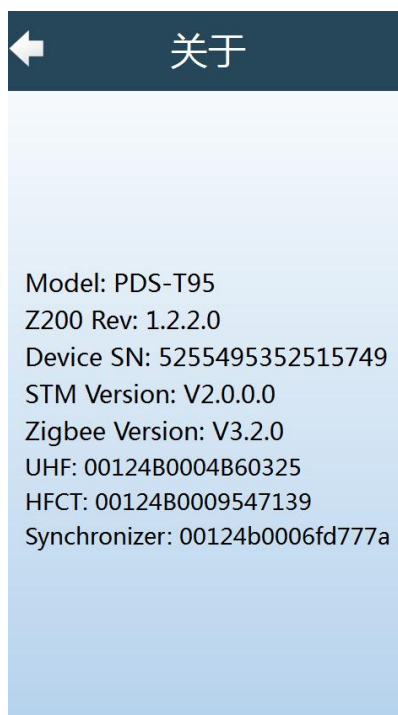 关于
Model: PDS-T95
Z200 Rev: 1.2.2.0
Device SN: 5255495352515749
STM Version: V2.0.0.0
Zigbee Version: V3.2.0
UHF: 00124B0004B60325
HFCT: 00124B0009547139
Synchronizer: 00124b0006fd777a